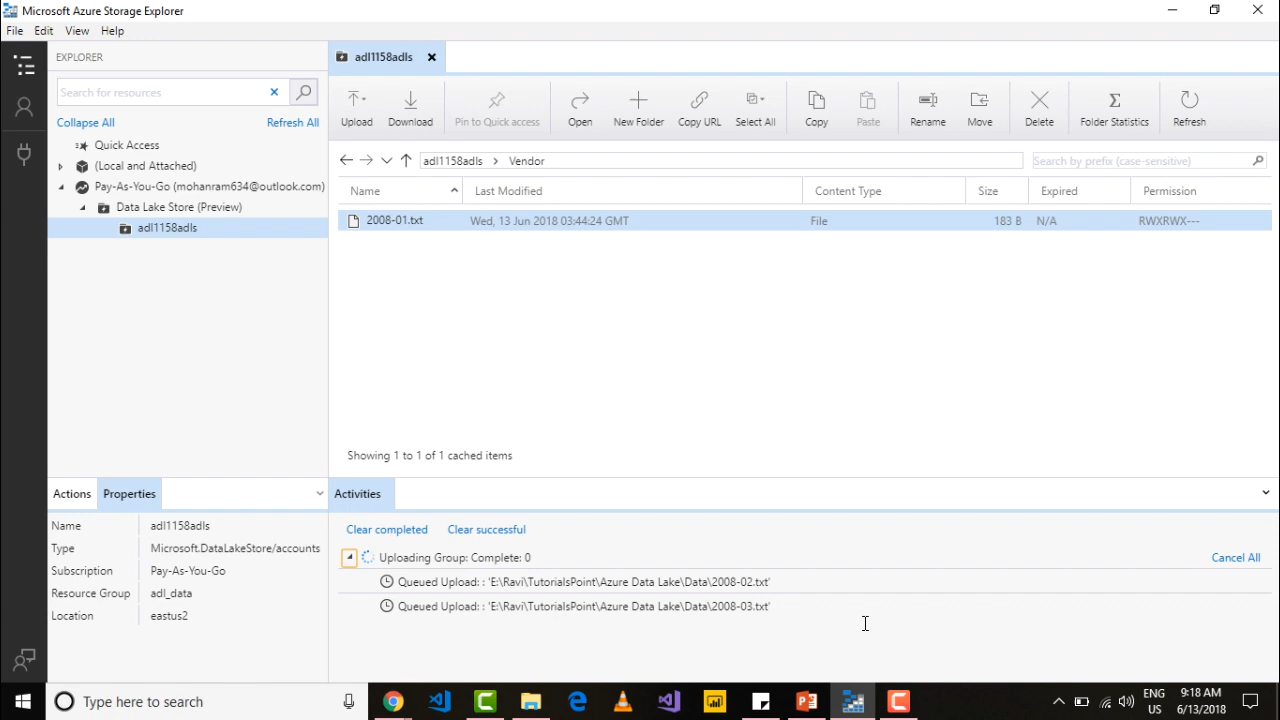 Microsoft Azure Storage Explorer
File Edit View Help
EXPLORER
Search for resources
Collapse All Refresh All
Quick Access
(Local and Attached)
Pay-As-You-Go (mohanram634@outlook.com)
Data Lake Store (Preview)
adl1158adls
adl1158adls
Upload Download Pin to Quick access Open New Folder Copy URL Select All Copy Paste Rename Move Delete Folder Statistics Refresh
adl1158adls Vendor Search by prefix (case-sensitive)
Name Last Modified Content Type Size Expired Permission
2008-01.txt Wed, 13 Jun 2018 03:44:24 GMT File 183 B N/A RWXRWX---
Showing 1 to 1 of 1 cached items
Actions Properties
Name adl1158adls
Type Microsoft.DataLakeStore/accounts
Subscription Pay-As-You-Go
Resource Group adl_data
Location eastus2
Activities
Clear completed Clear successful
Uploading Group: Complete: 0 Cancel All
Queued Upload: : 'E:\Ravi\TutorialsPoint\Azure Data Lake\Data\2008-02.txt'
Queued Upload: : 'E:\Ravi\TutorialsPoint\Azure Data Lake\Data\2008-03.txt'
Type here to search
ENG 9:18 AM
US 6/13/2018